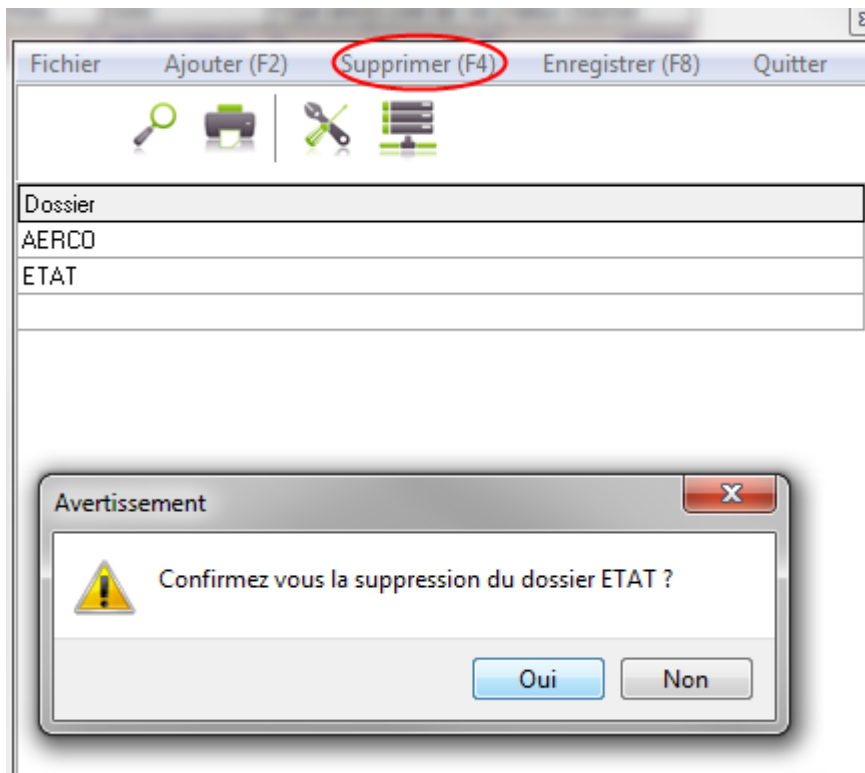 Fichier Ajouter (F2) Supprimer (F4) Enregistrer (F8) Quitter
Dossier
AERCO
ETAT
Avertissement
Confirmez vous la suppression du dossier ETAT ?
Oui Non